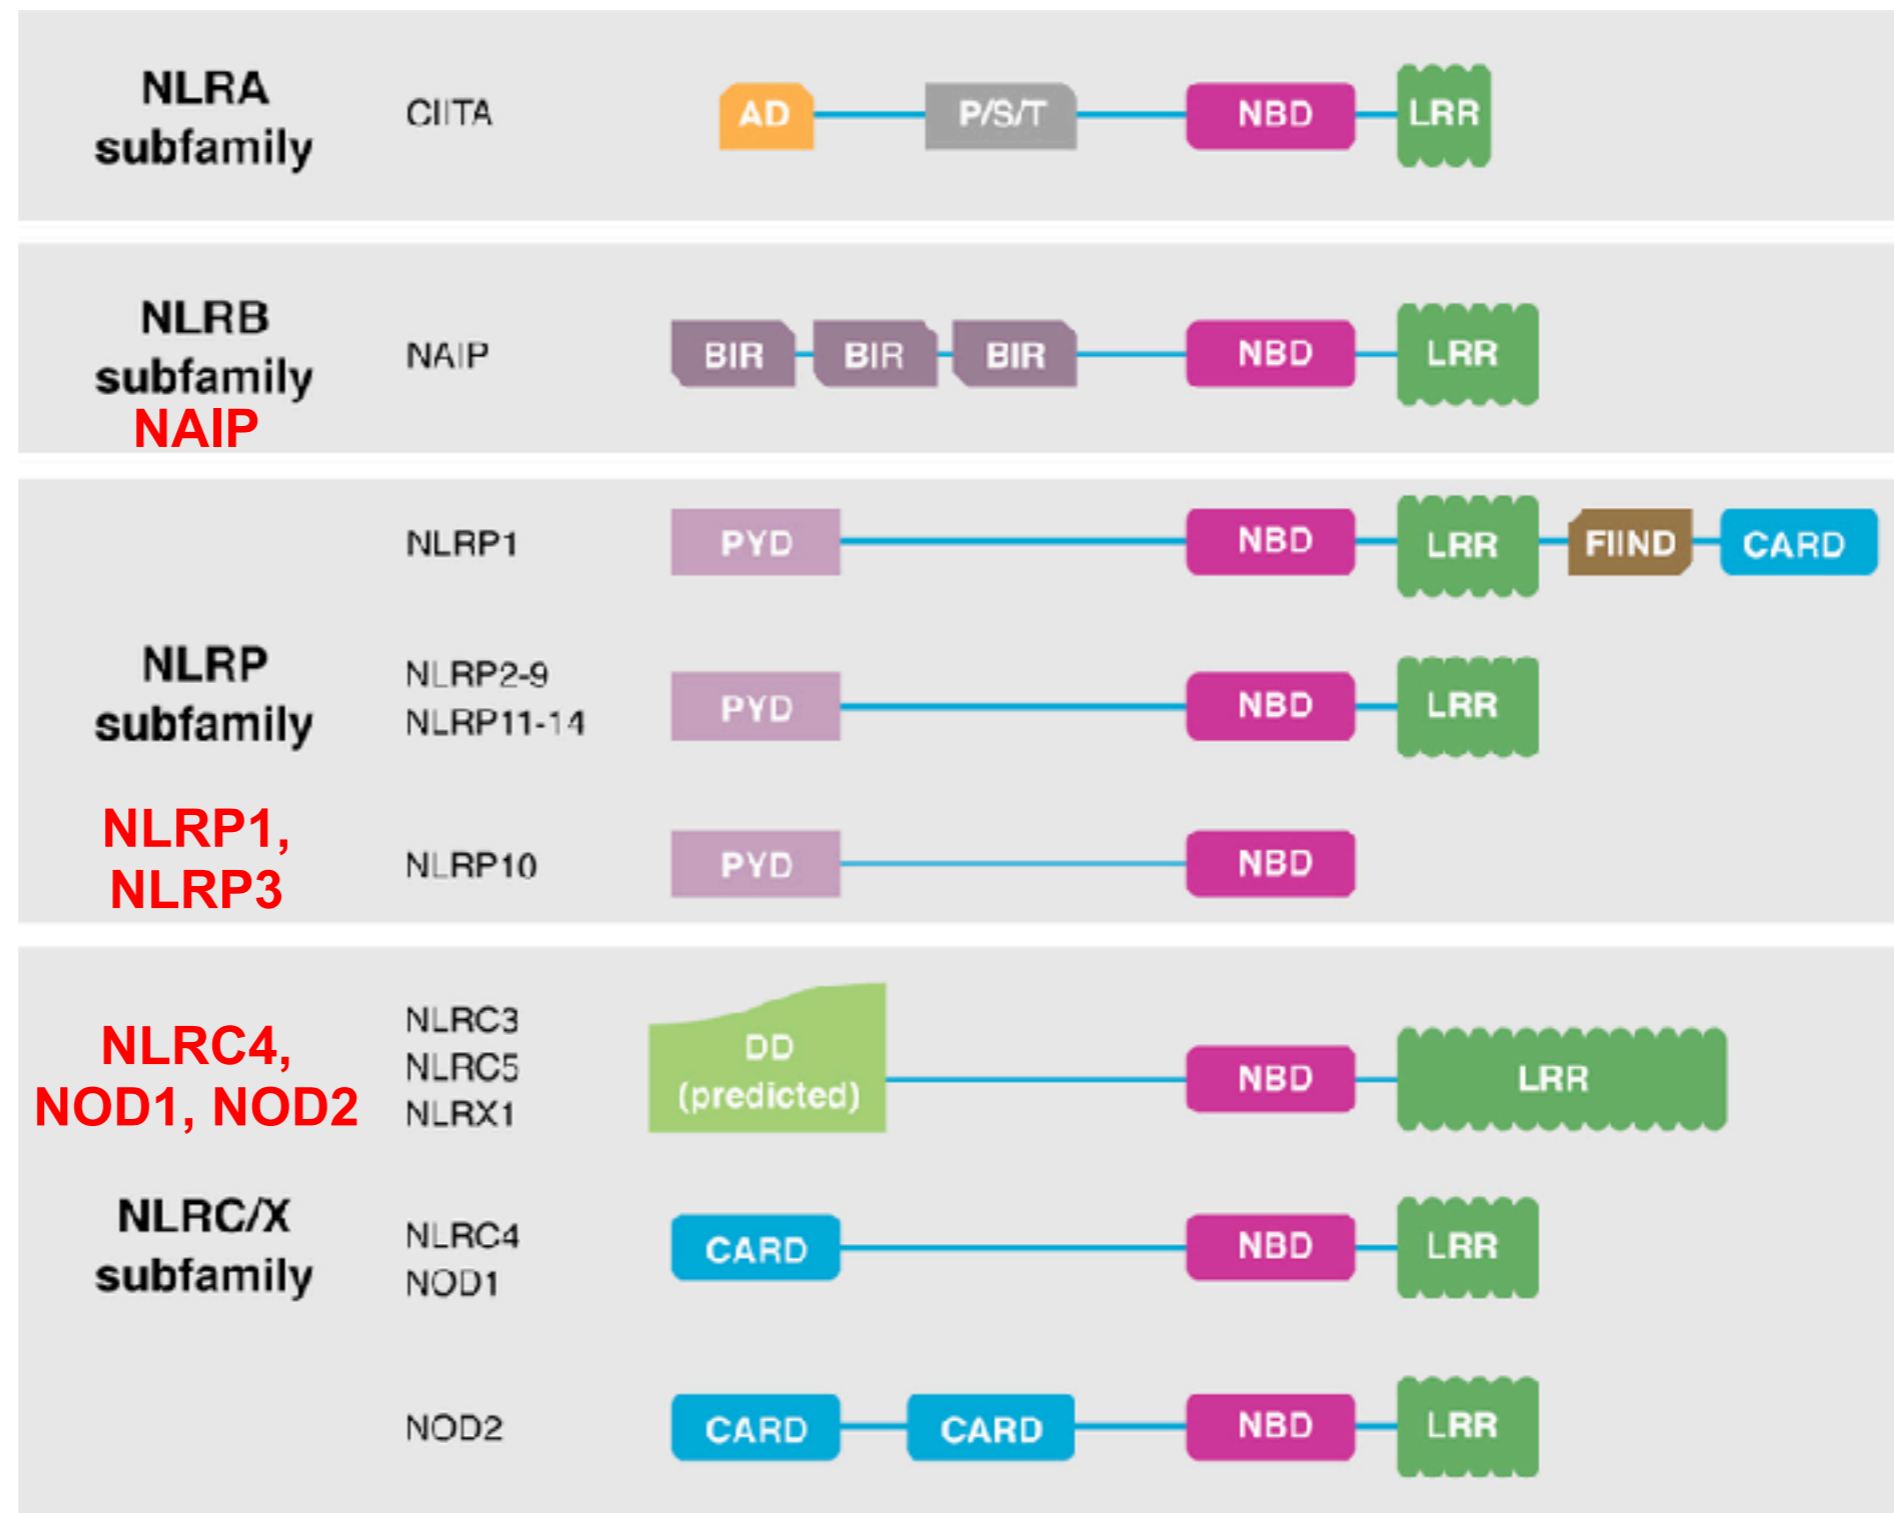 NLRA
subfamily
CIITA
AD
P/S/T
NBD
LRR
NLRB
subfamily
NAIP
NAIP
BIR
BIR
BIR
NBD
LRR
NLRP1
PYD
NBD
LRR
FIIND
CARD
NLRP
subfamily
NLRP2-9
NLRP11-14
PYD
NBD
LRR
NLRP1,
NLRP3
NLRP10
PYD
NBD
NLRC4,
NOD1, NOD2
NLRC3
NLRC5
NLRX1
DD
(predicted)
NBD
LRR
NLRC/X
subfamily
NLRC4
NOD1
CARD
NBD
LRR
NOD2
CARD
CARD
NBD
LRR